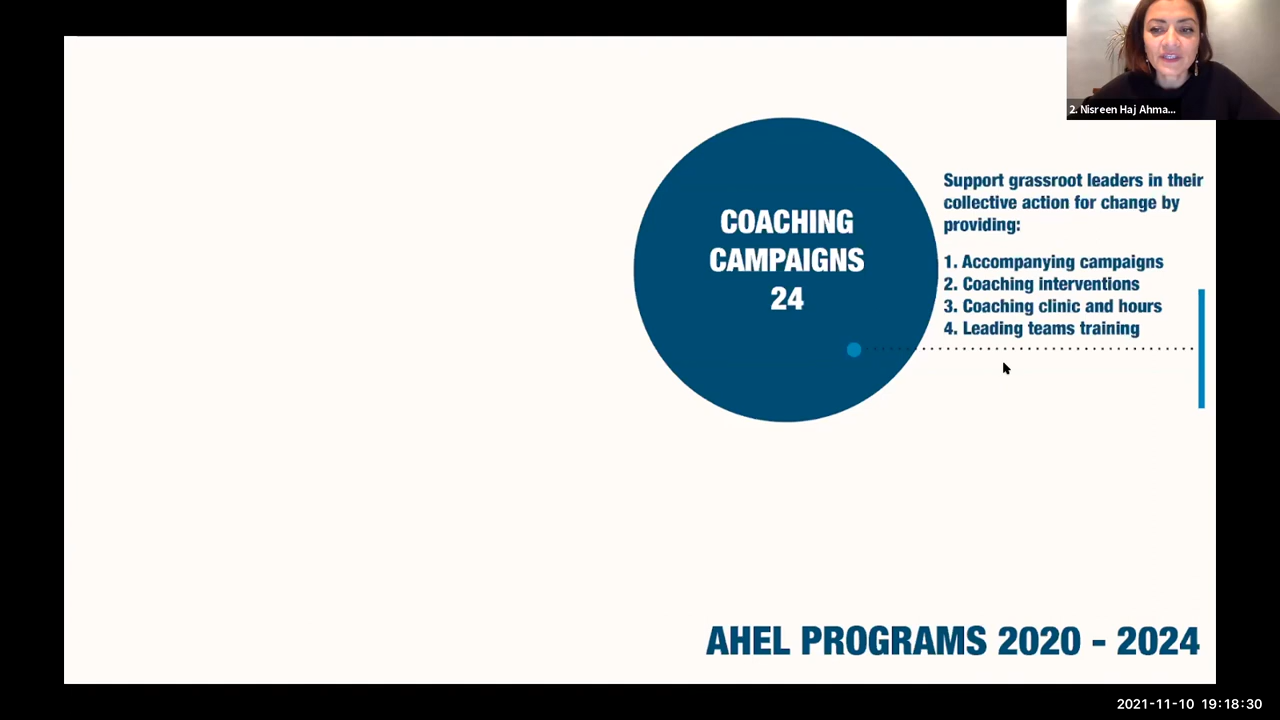 2. Nisreen Haj Ahma...
COACHING
CAMPAIGNS
24
Support grassroot leaders in their
collective action for change by
providing:
1. Accompanying campaigns
2. Coaching interventions
3. Coaching clinic and hours
4. Leading teams training
AHEL PROGRAMS 2020 - 2024
2021-11-10 19:18:30